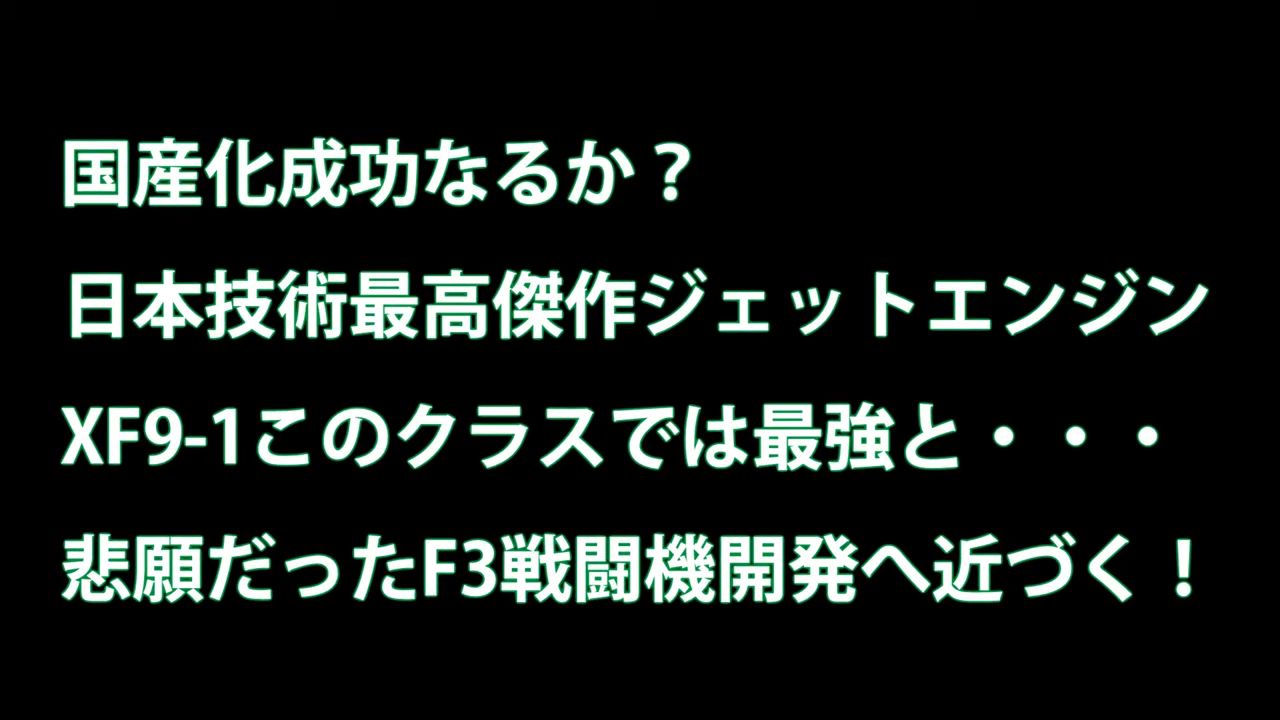 国産化成功なるか？
日本技術最高傑作ジェットエンジン
XF9-1このクラスでは最強と・・・
悲願だったF3戦闘機開発へ近づく！